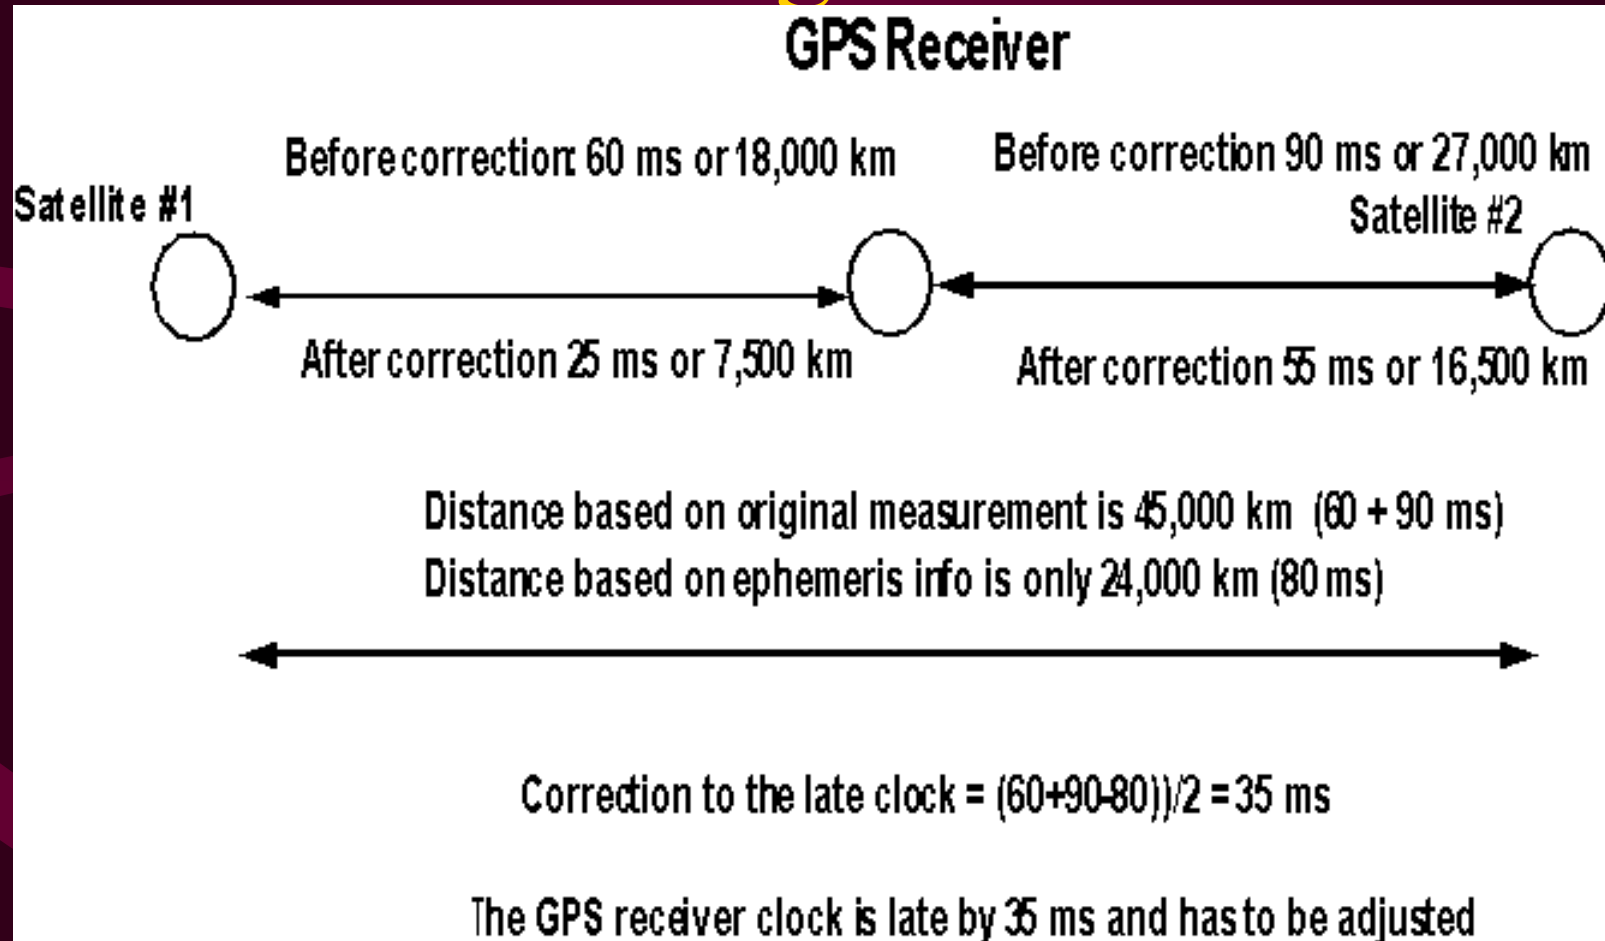 GPS Receiver
Before correction: 60 ms or 18,000 km
Before correction 90 ms or 27,000 km
Satellite #1
Satellite #2
After correction 25 ms or 7,500 km
After correction 55 ms or 16,500 km
Distance based on original measurement is 45,000 km (60 + 90 ms)
Distance based on ephemeris info is only 24,000 km (80 ms)
Correction to the late clock = (60+90-80))/2 = 35 ms
The GPS receiver clock is late by 35 ms and has to be adjusted